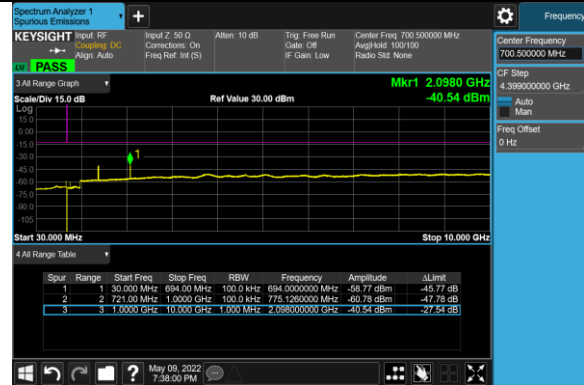 Spectrum Analyzer 1
Spurious Emissions
+
Frequency
KEYSIGHT
Input: RF
Coupling: DC
Align: Auto
Input Z: 50 Ω
Corrections: On
Freq Ref: Int (S)
Atten: 10 dB
Trig: Free Run
Gate: Off
IF Gain: Low
Center Freq: 700.500000 MHz
Avg|Hold: 100/100
Radio Std: None
PASS
Center Frequency
700.500000 MHz
CF Step
4.399000000 GHz
Auto
Man
Freq Offset
0 Hz
3 All Range Graph
Mkr1 2.0980 GHz
Scale/Div 15.0 dB
Ref Value 30.00 dBm
-40.54 dBm
Log
15.0
0.00
-15.0
-30.0
-45.0
-60.0
-75.0
-90.0
-105
1
Start 30.000 MHz
Stop 10.000 GHz
4 All Range Table
Spur Range Start Freq Stop Freq RBW Frequency Amplitude ΔLimit
1 1 30.000 MHz 694.00 MHz 100.0 kHz 694.0000000 MHz -58.77 dBm -45.77 dB
2 2 721.00 MHz 1.0000 GHz 100.0 kHz 775.1260000 MHz -60.78 dBm -47.78 dB
3 3 1.0000 GHz 10.000 GHz 1.000 MHz 2.098000000 GHz -40.54 dBm -27.54 dB
?
May 09, 2022
7:38:00 PM